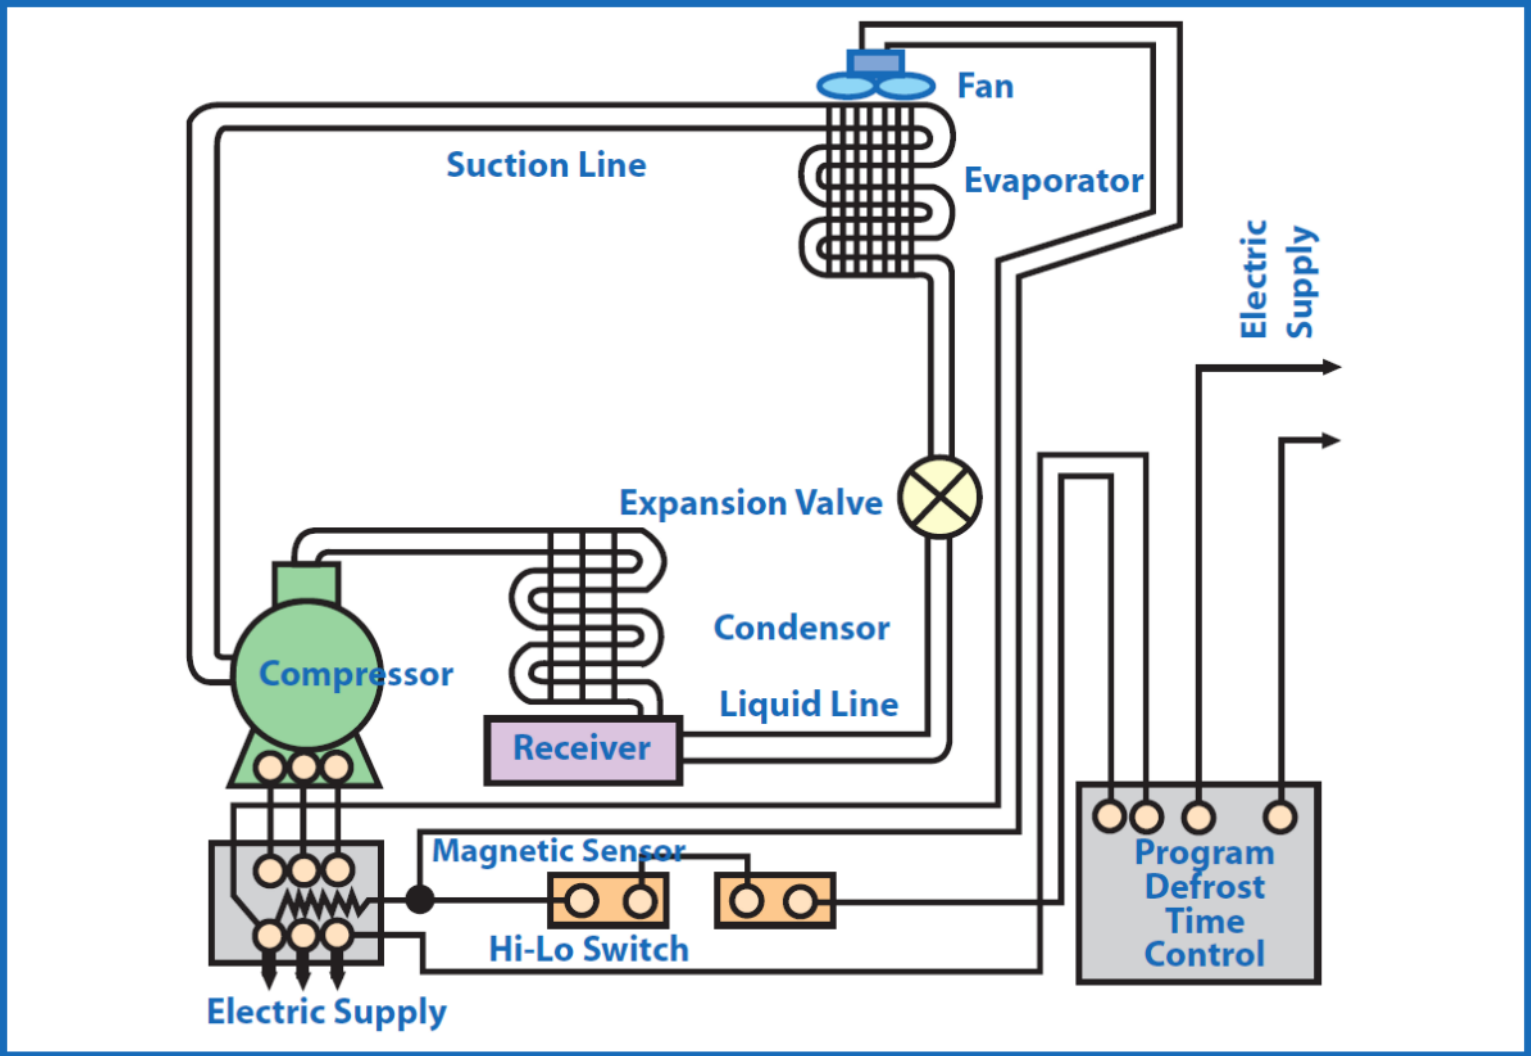 Fan
Suction Line
Evaporator
Electric
Supply
Expansion Valve
Condensor
Compressor
Liquid Line
Receiver
Magnetic Sensor
Program
Defrost
Time
Control
Hi-Lo Switch
Electric Supply